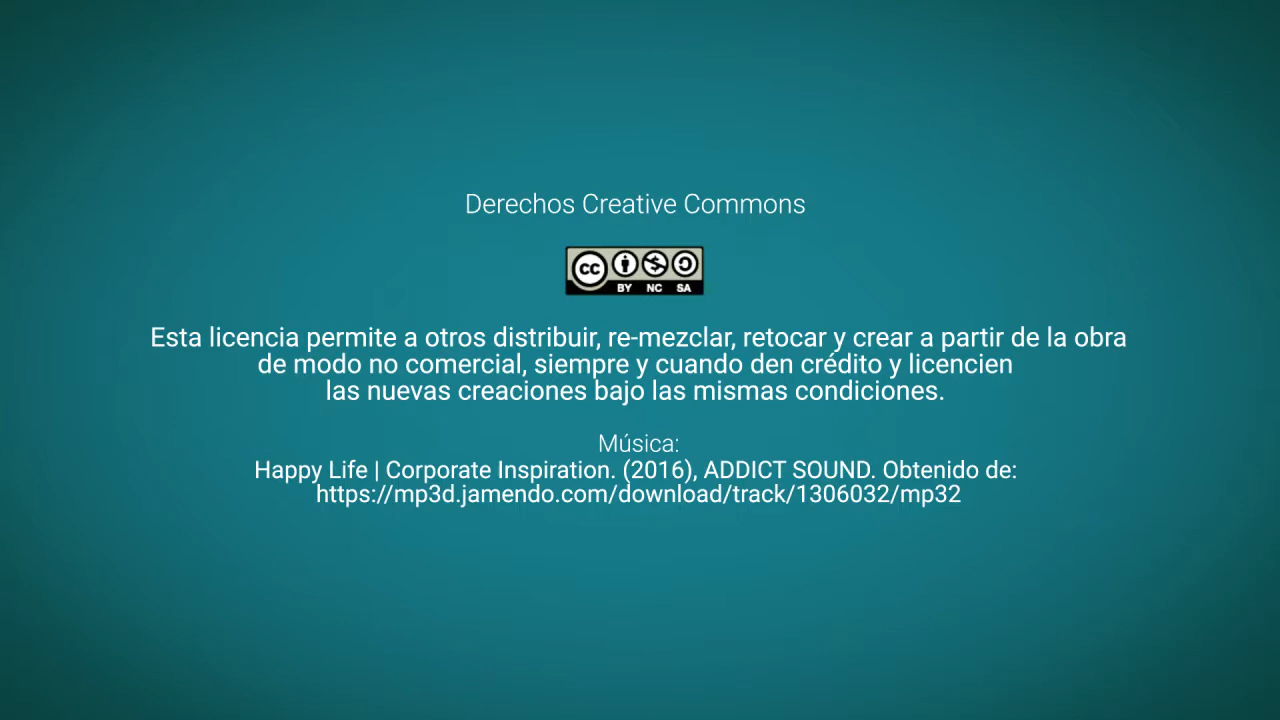 Derechos Creative Commons
cc
BY NC SA
Esta licencia permite a otros distribuir, re-mezclar, retocar y crear a partir de la obra
de modo no comercial, siempre y cuando den crédito y licencien
las nuevas creaciones bajo las mismas condiciones.
Música:
Happy Life | Corporate Inspiration. (2016), ADDICT SOUND. Obtenido de:
https://mp3d.jamendo.com/download/track/1306032/mp32